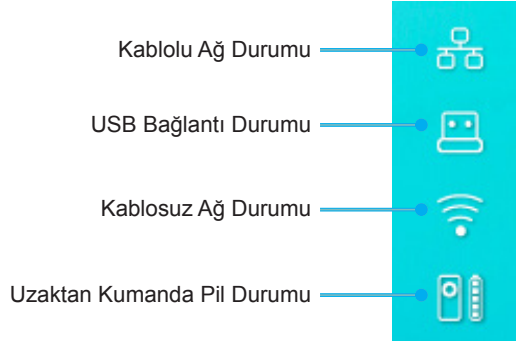 Kablolu Ağ Durumu
USB Bağlantı Durumu
Kablosuz Ağ Durumu
Uzaktan Kumanda Pil Durumu